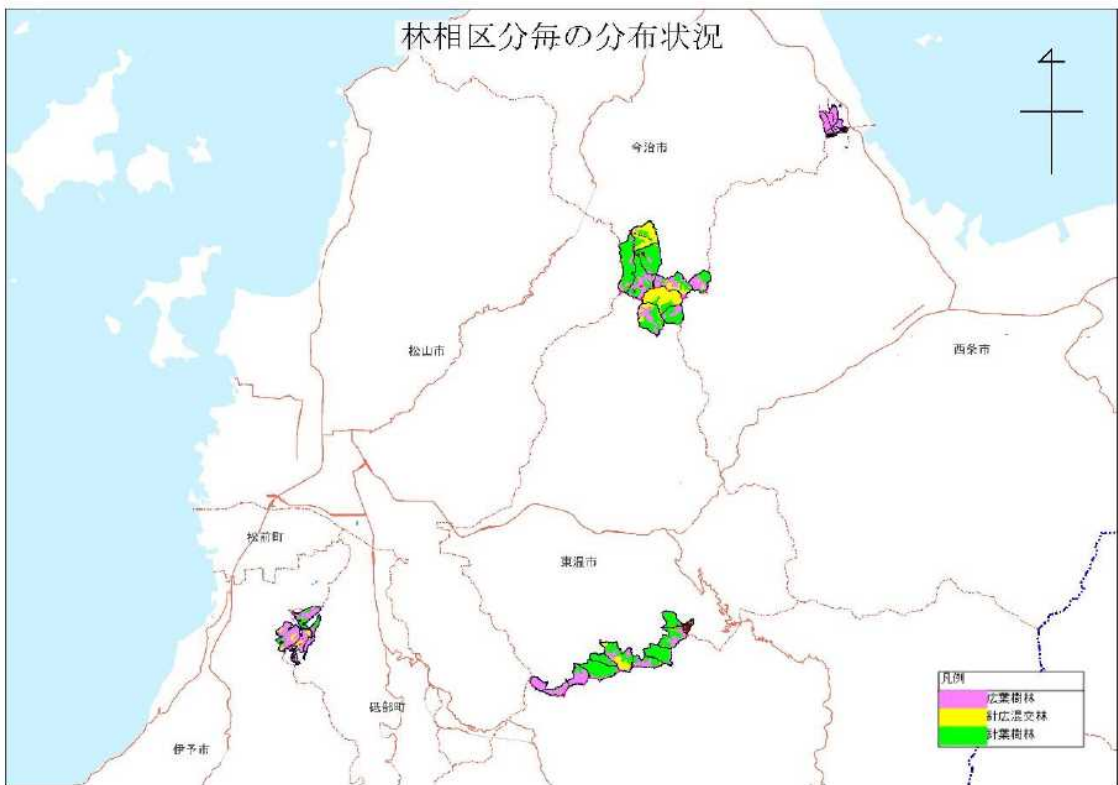 林相区分毎の分布状況
今治市
松山市
西条市
松前町
東温市
砥部町
伊予市
凡例
広葉樹林
針広混交林
針葉樹林